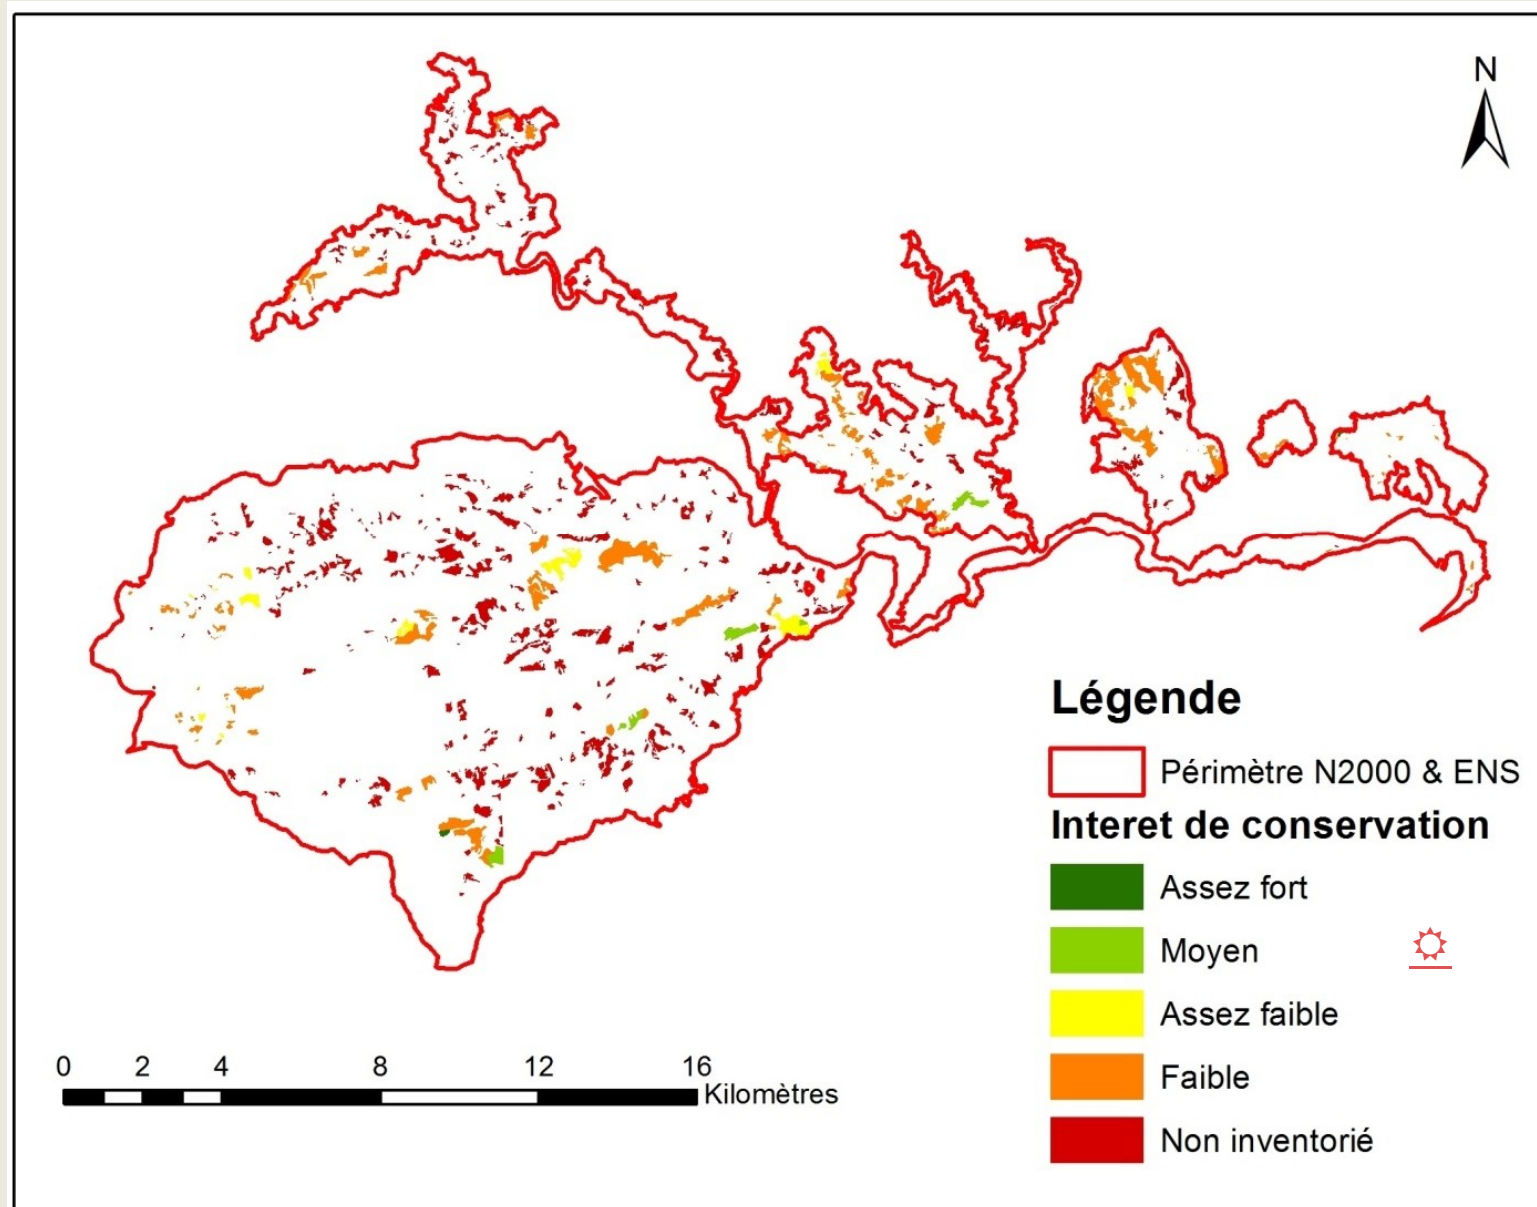 N
Légende
Périmètre N2000 & ENS
Interet de conservation
Assez fort
Moyen
Assez faible
Faible
Non inventorié
0 2 4 8 12 16
Kilomètres